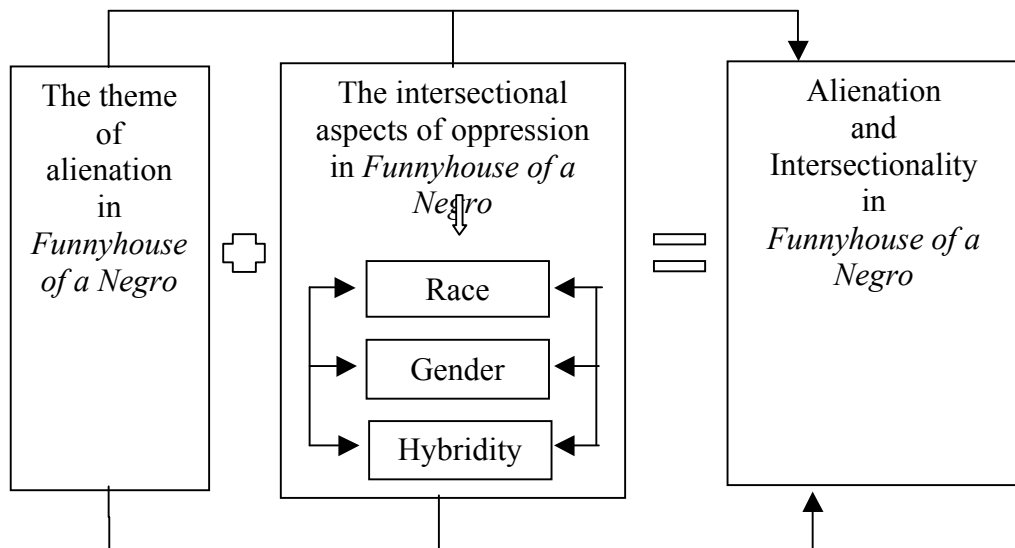 The theme
of
alienation
in
Funnyhouse
of a Negro
The intersectional
aspects of oppression
in Funnyhouse of a
Negro
Race
Gender
Hybridity
Alienation
and
Intersectionality
in
Funnyhouse of a
Negro